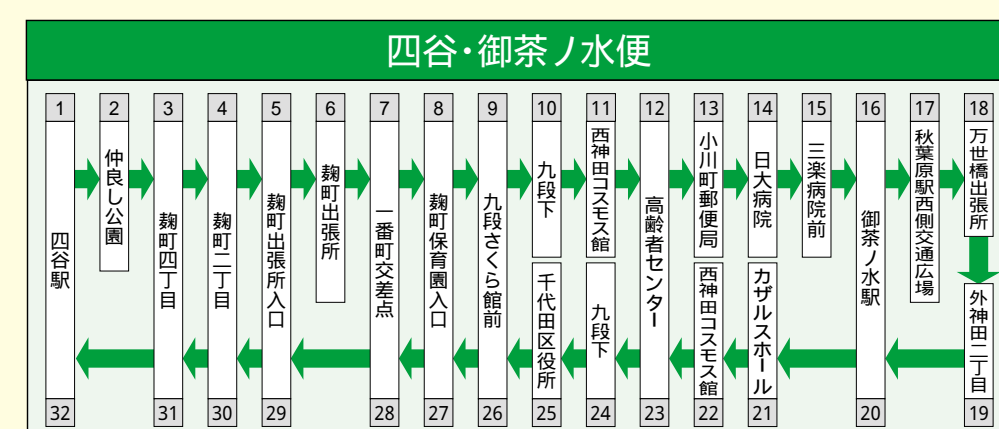 四谷・御茶ノ水便
1 2 3 4 5 6 7 8 9 10 11 12 13 14 15 16 17 18
四谷駅
仲良し公園
麹町四丁目
麹町二丁目
麹町出張所入口
麹町出張所
一番町交差点
麹町保育園入口
九段さくら館前
九段下
西神田コスモス館
高齢者センター
小川町郵便局
日大病院
三楽病院前
御茶ノ水駅
秋葉原駅西側交通広場
万世橋出張所
千代田区役所
九段下
西神田コスモス館
カザルスホール
外神田二丁目
32 31 30 29 28 27 26 25 24 23 22 21 20 19